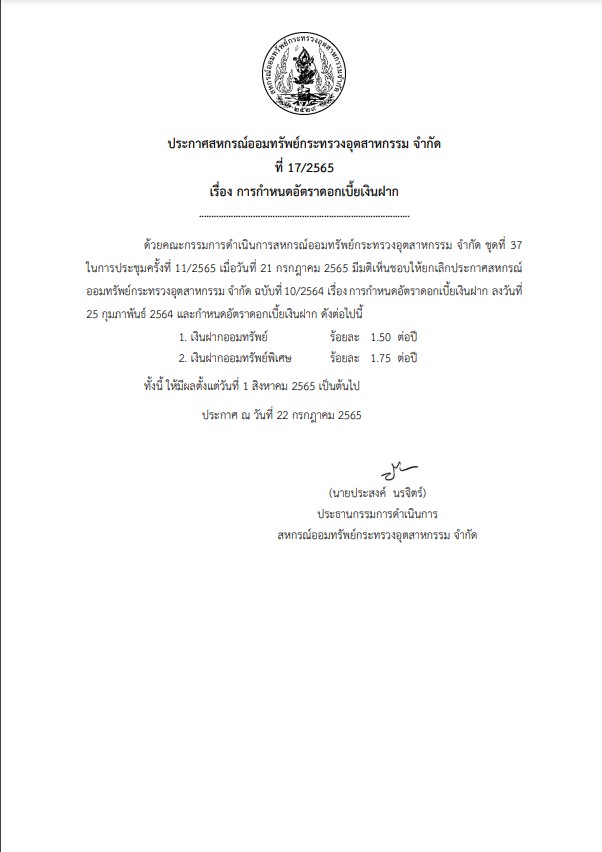 สหกรณ์ออมทรัพย์กระทรวงอุตสาหกรรมจำกัด
๒๕๒๘
ประกาศสหกรณ์ออมทรัพย์กระทรวงอุตสาหกรรม จำกัด
ที่ 17/2565
เรื่อง การกำหนดอัตราดอกเบี้ยเงินฝาก
ด้วยคณะกรรมการดำเนินการสหกรณ์ออมทรัพย์กระทรวงอุตสาหกรรม จำกัด ชุดที่ 37
ในการประชุมครั้งที่ 11/2565 เมื่อวันที่ 21 กรกฎาคม 2565 มีมติเห็นชอบให้ยกเลิกประกาศสหกรณ์
ออมทรัพย์กระทรวงอุตสาหกรรม จำกัด ฉบับที่ 10/2564 เรื่อง การกำหนดอัตราดอกเบี้ยเงินฝาก ลงวันที่
25 กุมภาพันธ์ 2564 และกำหนดอัตราดอกเบี้ยเงินฝาก ดังต่อไปนี้
1. เงินฝากออมทรัพย์ ร้อยละ 1.50 ต่อปี
2. เงินฝากออมทรัพย์พิเศษ ร้อยละ 1.75 ต่อปี
ทั้งนี้ ให้มีผลตั้งแต่วันที่ 1 สิงหาคม 2565 เป็นต้นไป
ประกาศ ณ วันที่ 22 กรกฎาคม 2565
(นายประสงค์ นรจิตร์)
ประธานกรรมการดำเนินการ
สหกรณ์ออมทรัพย์กระทรวงอุตสาหกรรม จำกัด